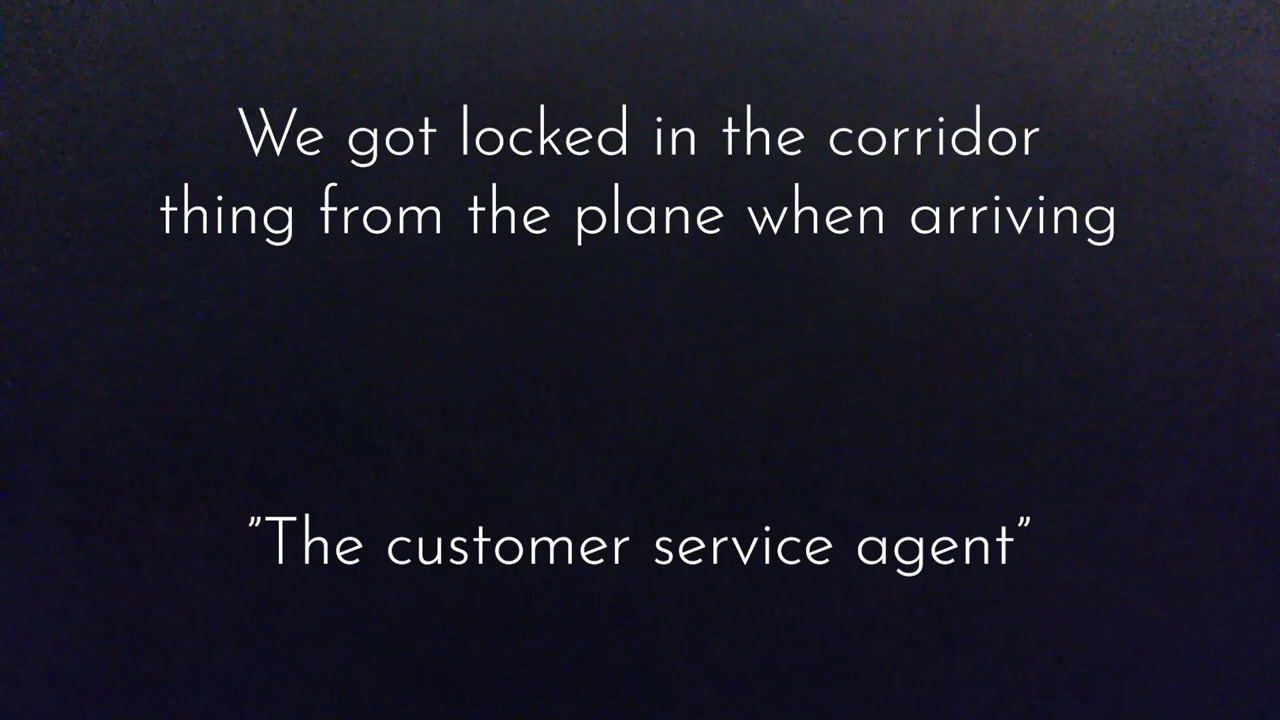 We got locked in the corridor
thing from the plane when arriving
”The customer service agent”